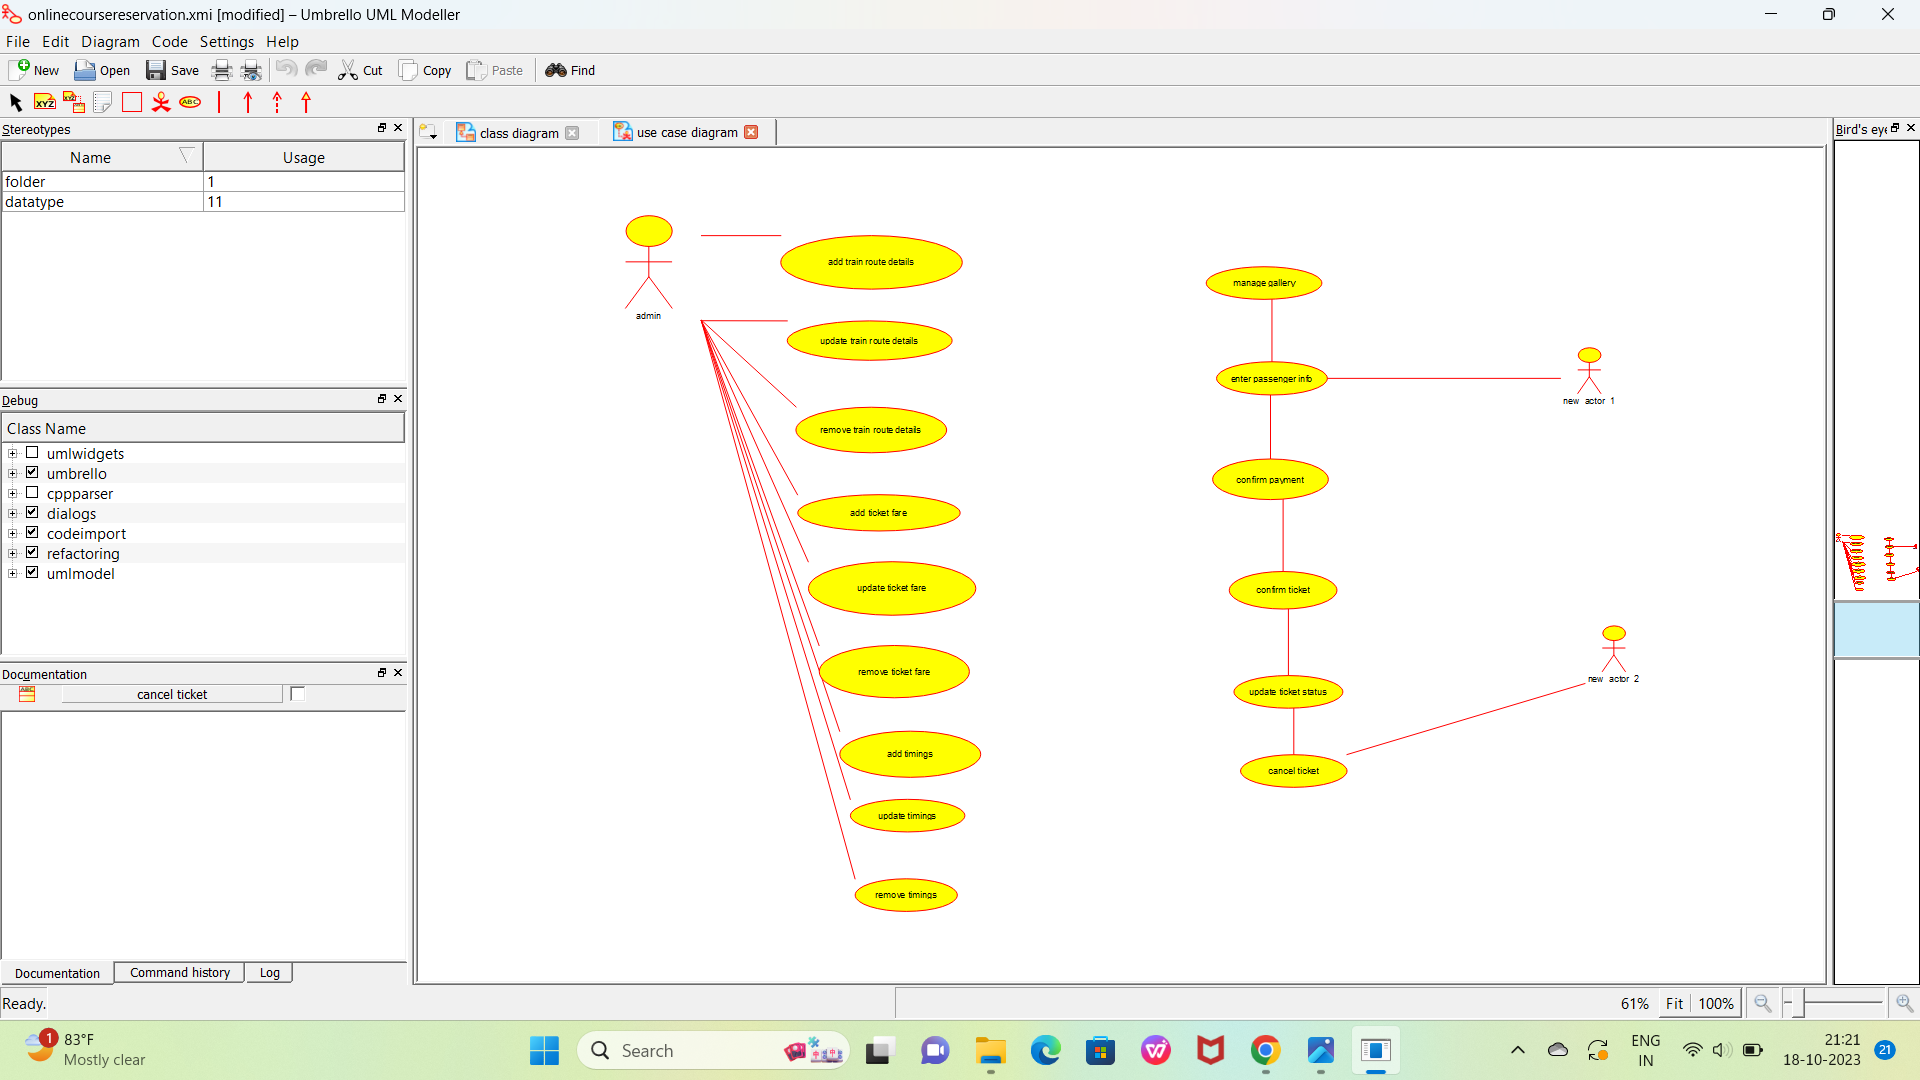 onlinecoursereservation.xmi [modified] – Umbrello UML Modeller
File Edit Diagram Code Settings Help
New Open Save Cut Copy Paste Find
XYZ XYZ ABC
Stereotypes
Name Usage
folder 1
datatype 11
Debug
Class Name
umlwidgets
umbrello
cppparser
dialogs
codeimport
refactoring
umlmodel
Documentation
ABC cancel ticket
Documentation Command history Log
Ready.
class diagram use case diagram
admin
add train route details
update train route details
remove train route details
add ticket fare
update ticket fare
remove ticket fare
add timings
update timings
remove timings
manage gallery
enter passenger info
new actor 1
confirm payment
confirm ticket
update ticket status
new actor 2
cancel ticket
Bird's eye
61% Fit 100%
1 83°F
Mostly clear
Search
ENG
IN
21:21
18-10-2023
21